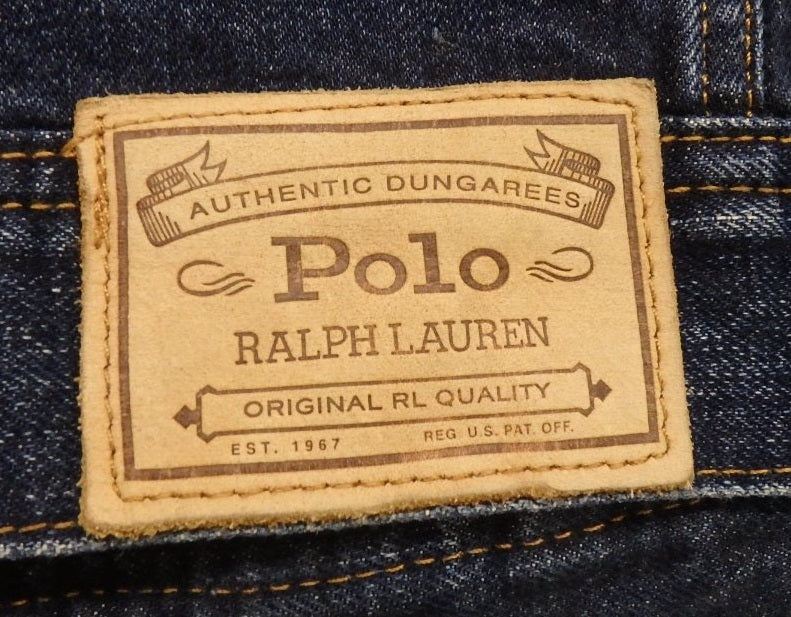 AUTHENTIC DUNGAREES
Polo
RALPH LAUREN
ORIGINAL RL QUALITY
EST. 1967 REG U.S. PAT. OFF.